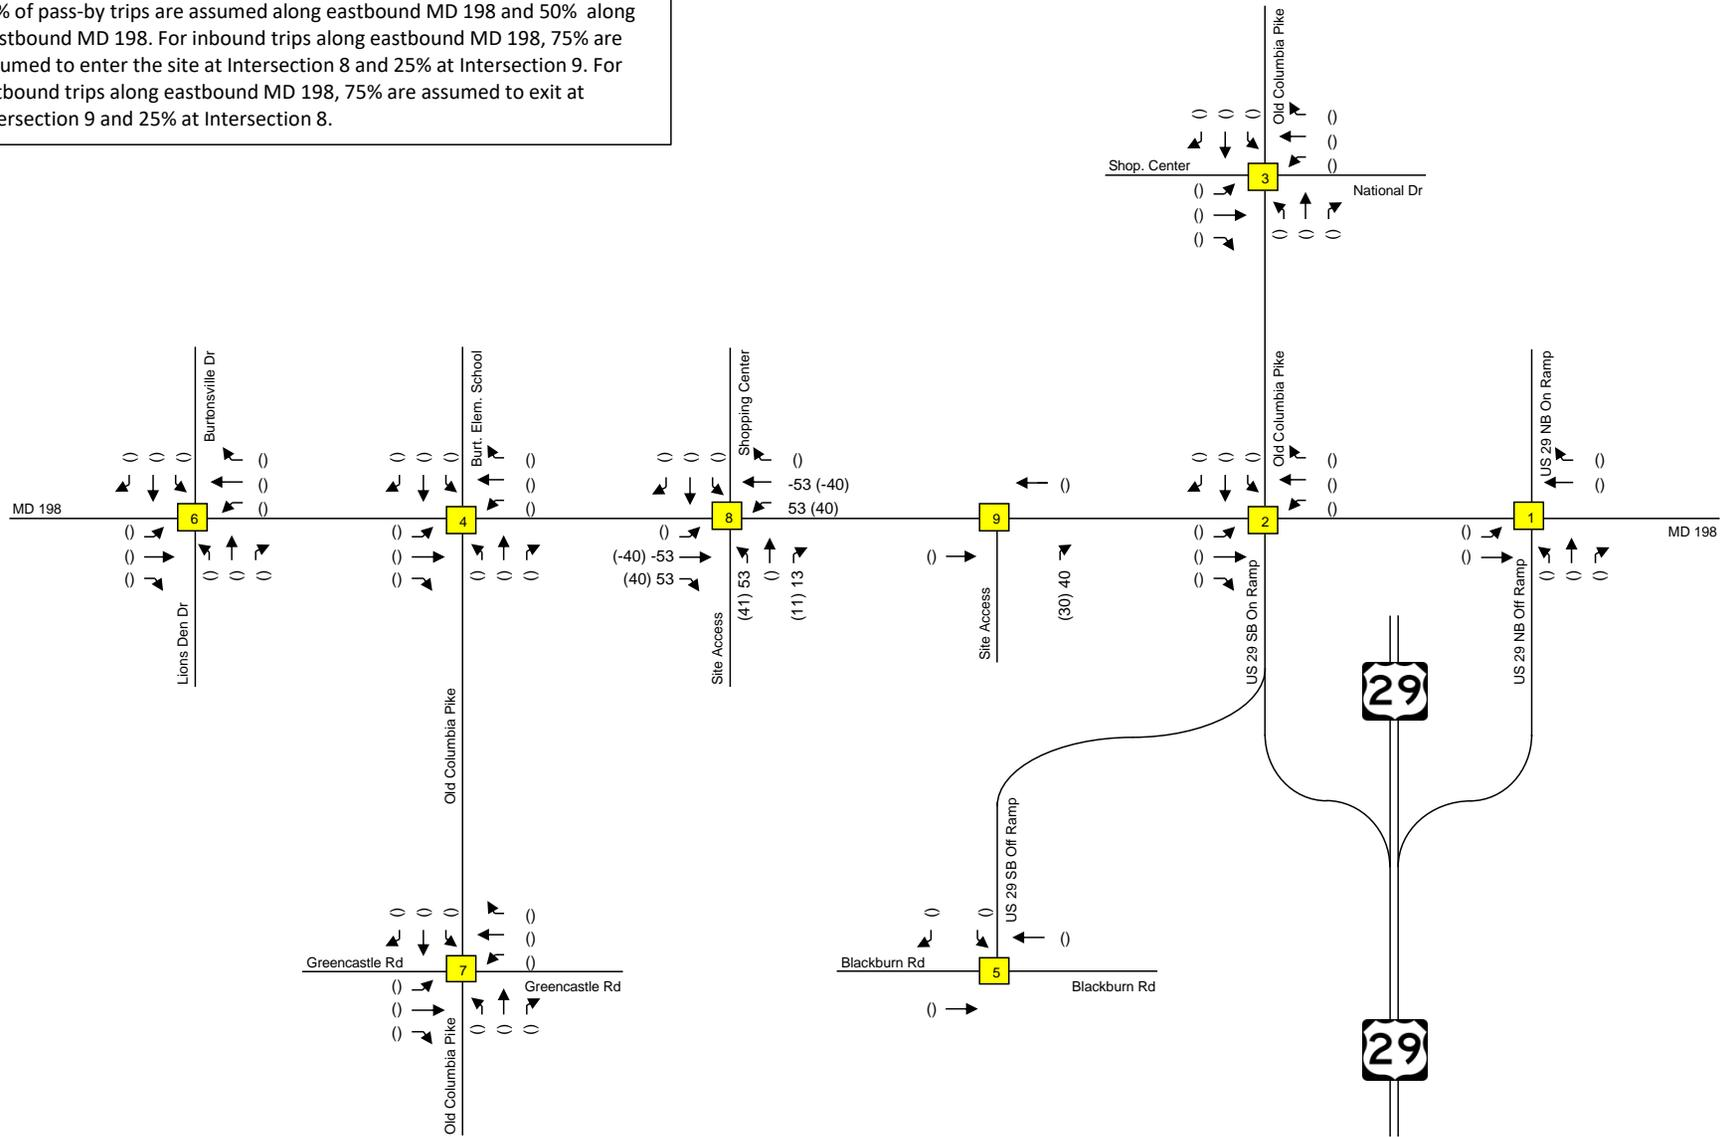 % of pass-by trips are assumed along eastbound MD 198 and 50% along
stbound MD 198. For inbound trips along eastbound MD 198, 75% are
umed to enter the site at Intersection 8 and 25% at Intersection 9. For
tbound trips along eastbound MD 198, 75% are assumed to exit at
ersection 9 and 25% at Intersection 8.
Old Columbia Pike
() () () ()
()
Shop. Center ()
3
() National Dr
()
() () () ()
Burtonsville Dr
Burt. Elem. School
Shopping Center
Old Columbia Pike
US 29 NB On Ramp
() () () () () () () () () () () () () () () () () ()
() () -53 (-40) () () ()
MD 198 () () 53 (40) ()
6 4 8 9 2 1
MD 198
() () () () ()
() () (-40) -53 () () ()
() () () () () () () () (40) 53 () () () () ()
(41) 53
()
(11) 13
(30) 40
Lions Den Dr
Site Access
Site Access
US 29 SB On Ramp
US 29 NB Off Ramp
29
Old Columbia Pike
US 29 SB Off Ramp
() () () () () ()
() ()
Greencastle Rd () Blackburn Rd
7 5
() Greencastle Rd Blackburn Rd
() ()
() () () ()
Old Columbia Pike
29